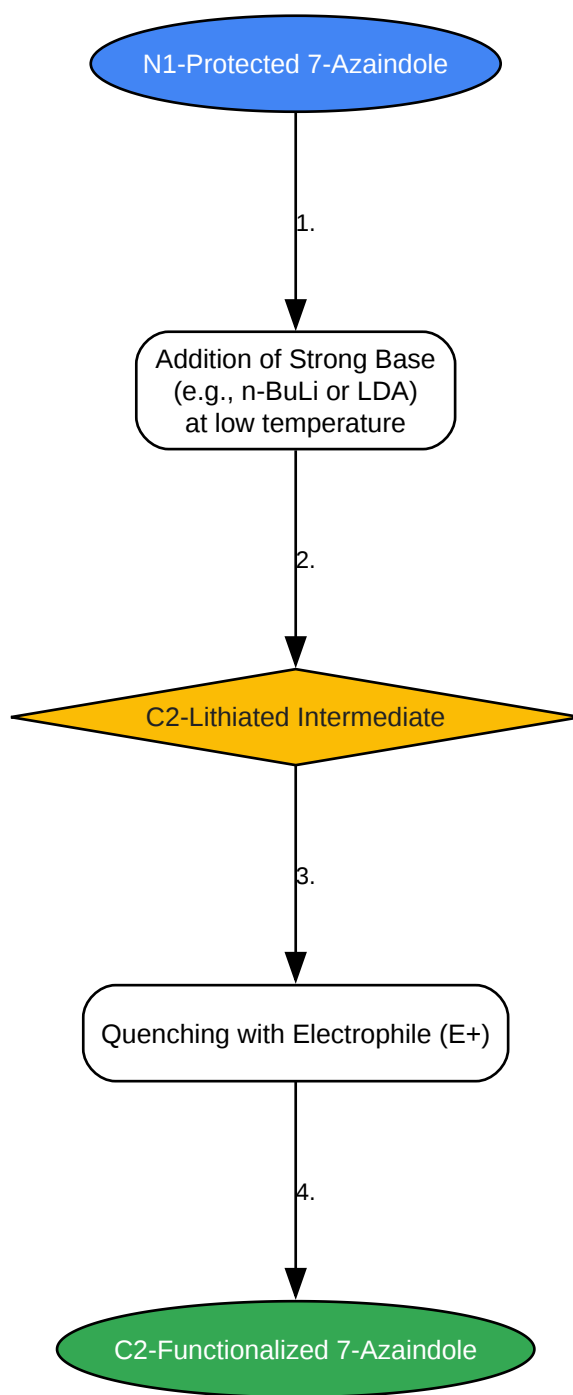 N1-Protected 7-Azaindole
1.
Addition of Strong Base
(e.g., n-BuLi or LDA)
at low temperature
2.
C2-Lithiated Intermediate
3.
Quenching with Electrophile (E+)
4.
C2-Functionalized 7-Azaindole